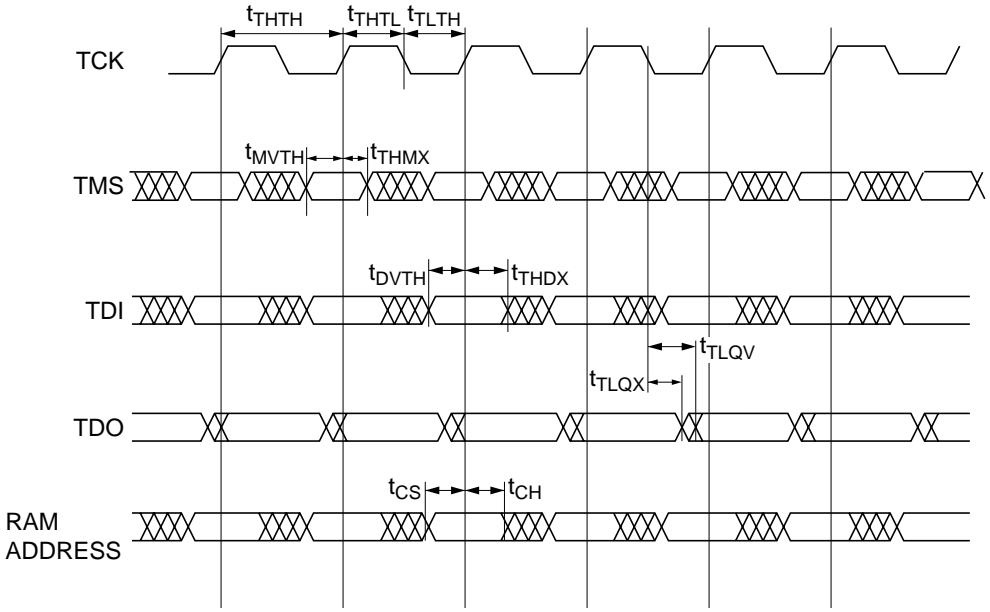 tTHTH tTHTL tTLTH
TCK
tMVTH tTHMX
TMS
tDVTH tTHDX
TDI
tTLQV
tTLQX
TDO
tCS tCH
RAM
ADDRESS